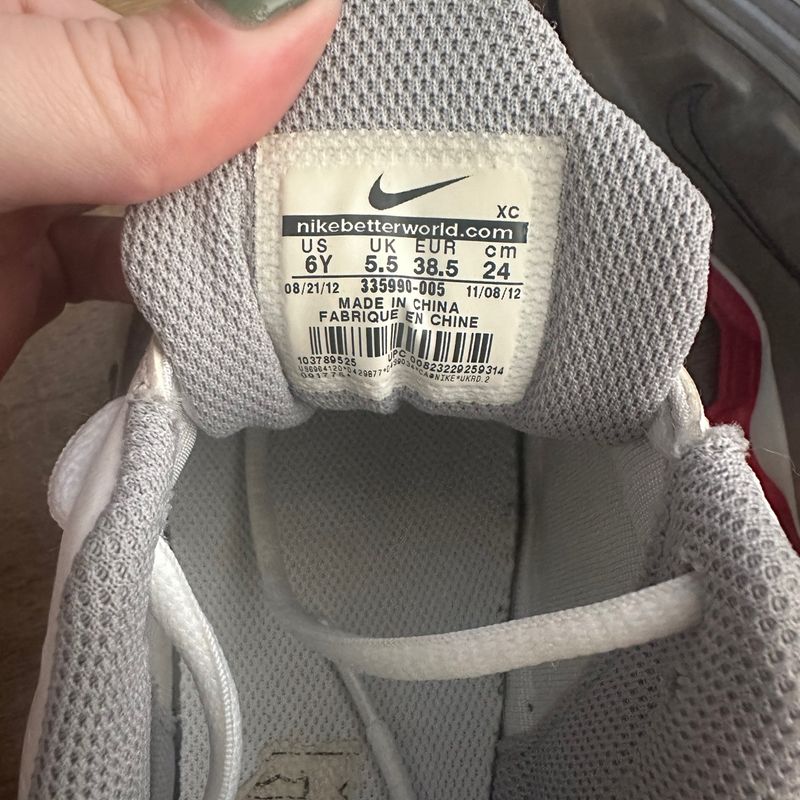 XC
nikebetterworld.com
US UK EUR cm
6Y 5.5 38.5 24
08/21/12 335990-005 11/08/12
MADE IN CHINA
FABRIQUE EN CHINE
103789525 UPC 00823229259314